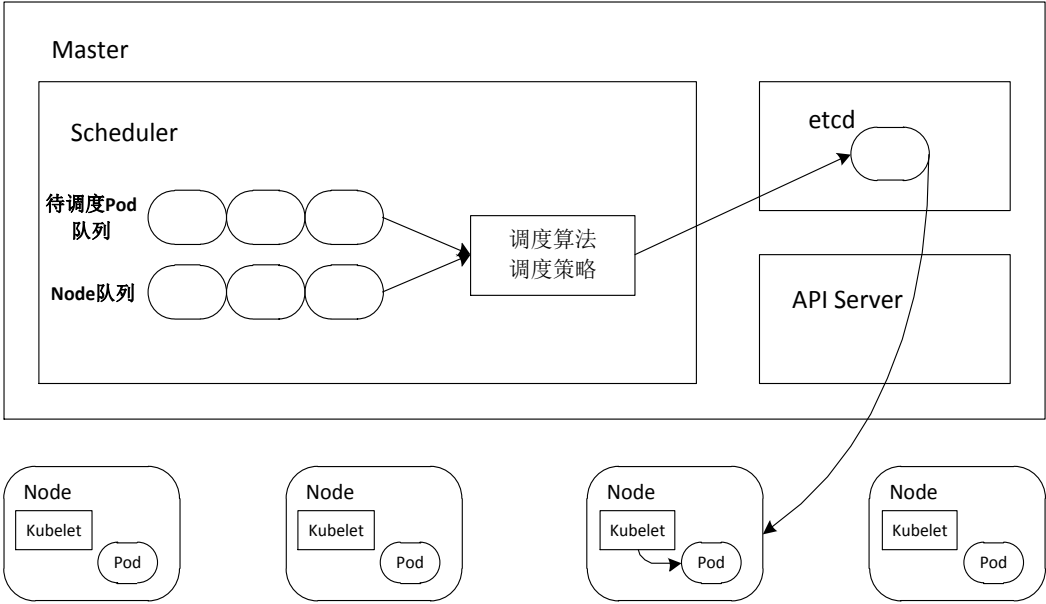 Master
Scheduler
待调度Pod
队列
Node队列
调度算法
调度策略
etcd
API Server
Node
Kubelet
Pod
Node
Kubelet
Pod
Node
Kubelet
Pod
Node
Kubelet
Pod